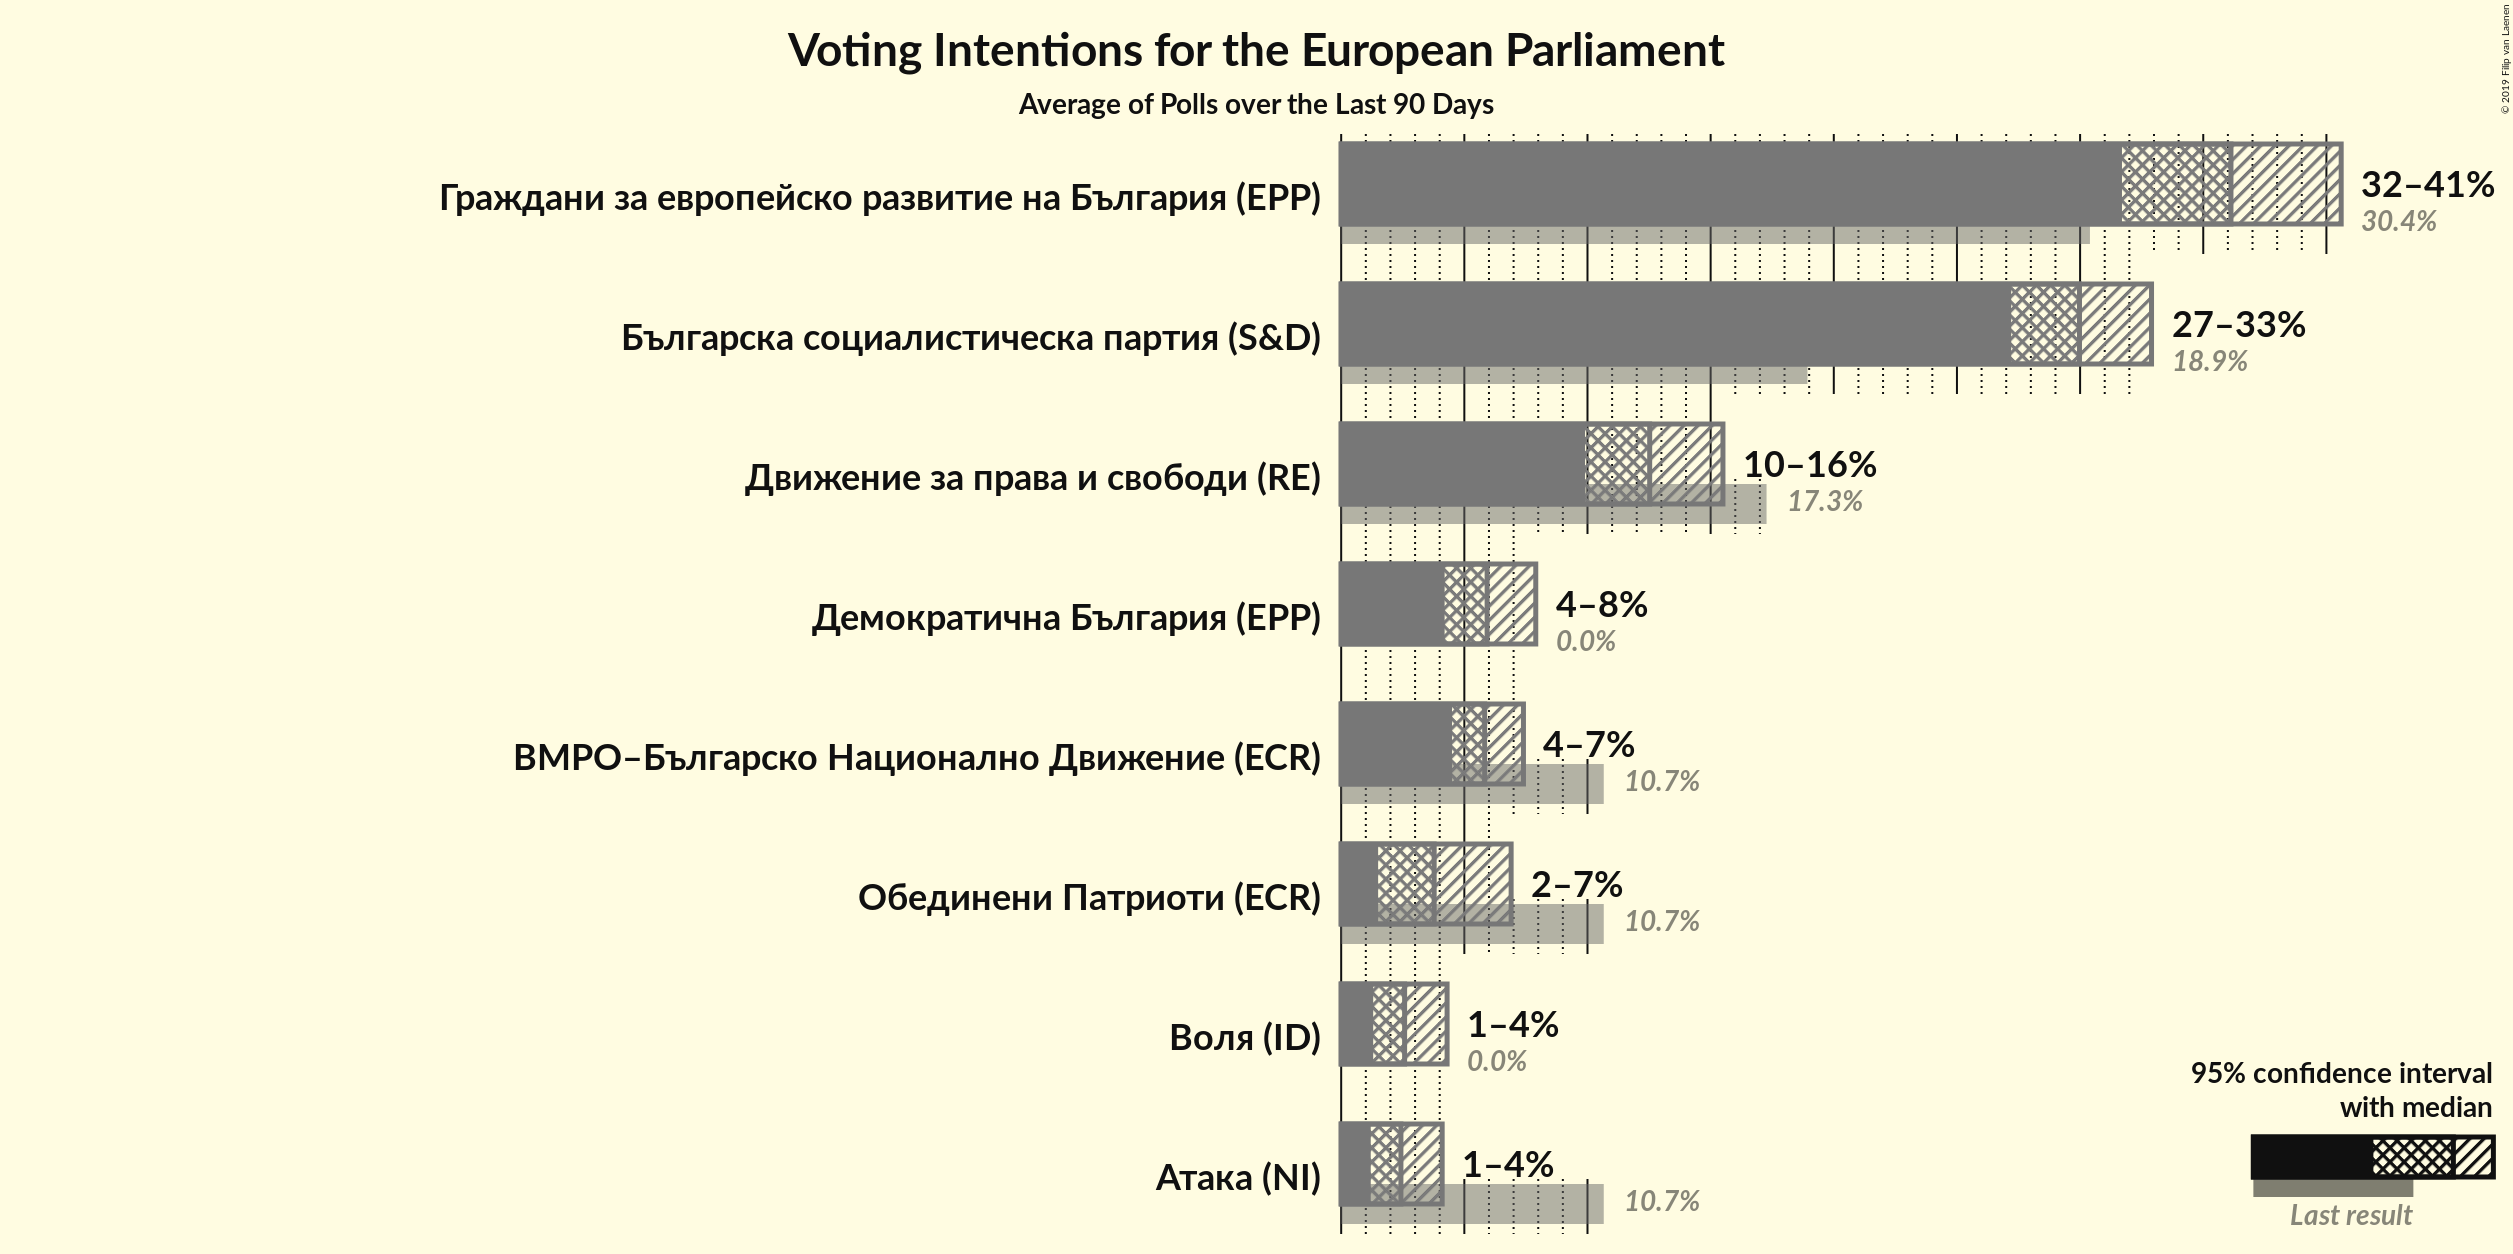 Voting Intentions for the European Parliament
Average of Polls over the Last 90 Days
© 2019 Filip van Laenen
Граждани за европейско развитие на България (EPP)
32–41%
30.4%
Българска социалистическа партия (S&D)
27–33%
18.9%
Движение за права и свободи (RE)
10–16%
17.3%
Демократична България (EPP)
4–8%
0.0%
ВМРО–Българско Национално Движение (ECR)
4–7%
10.7%
Обединени Патриоти (ECR)
2–7%
10.7%
Воля (ID)
1–4%
0.0%
Атака (NI)
1–4%
10.7%
95% confidence interval
with median
Last result